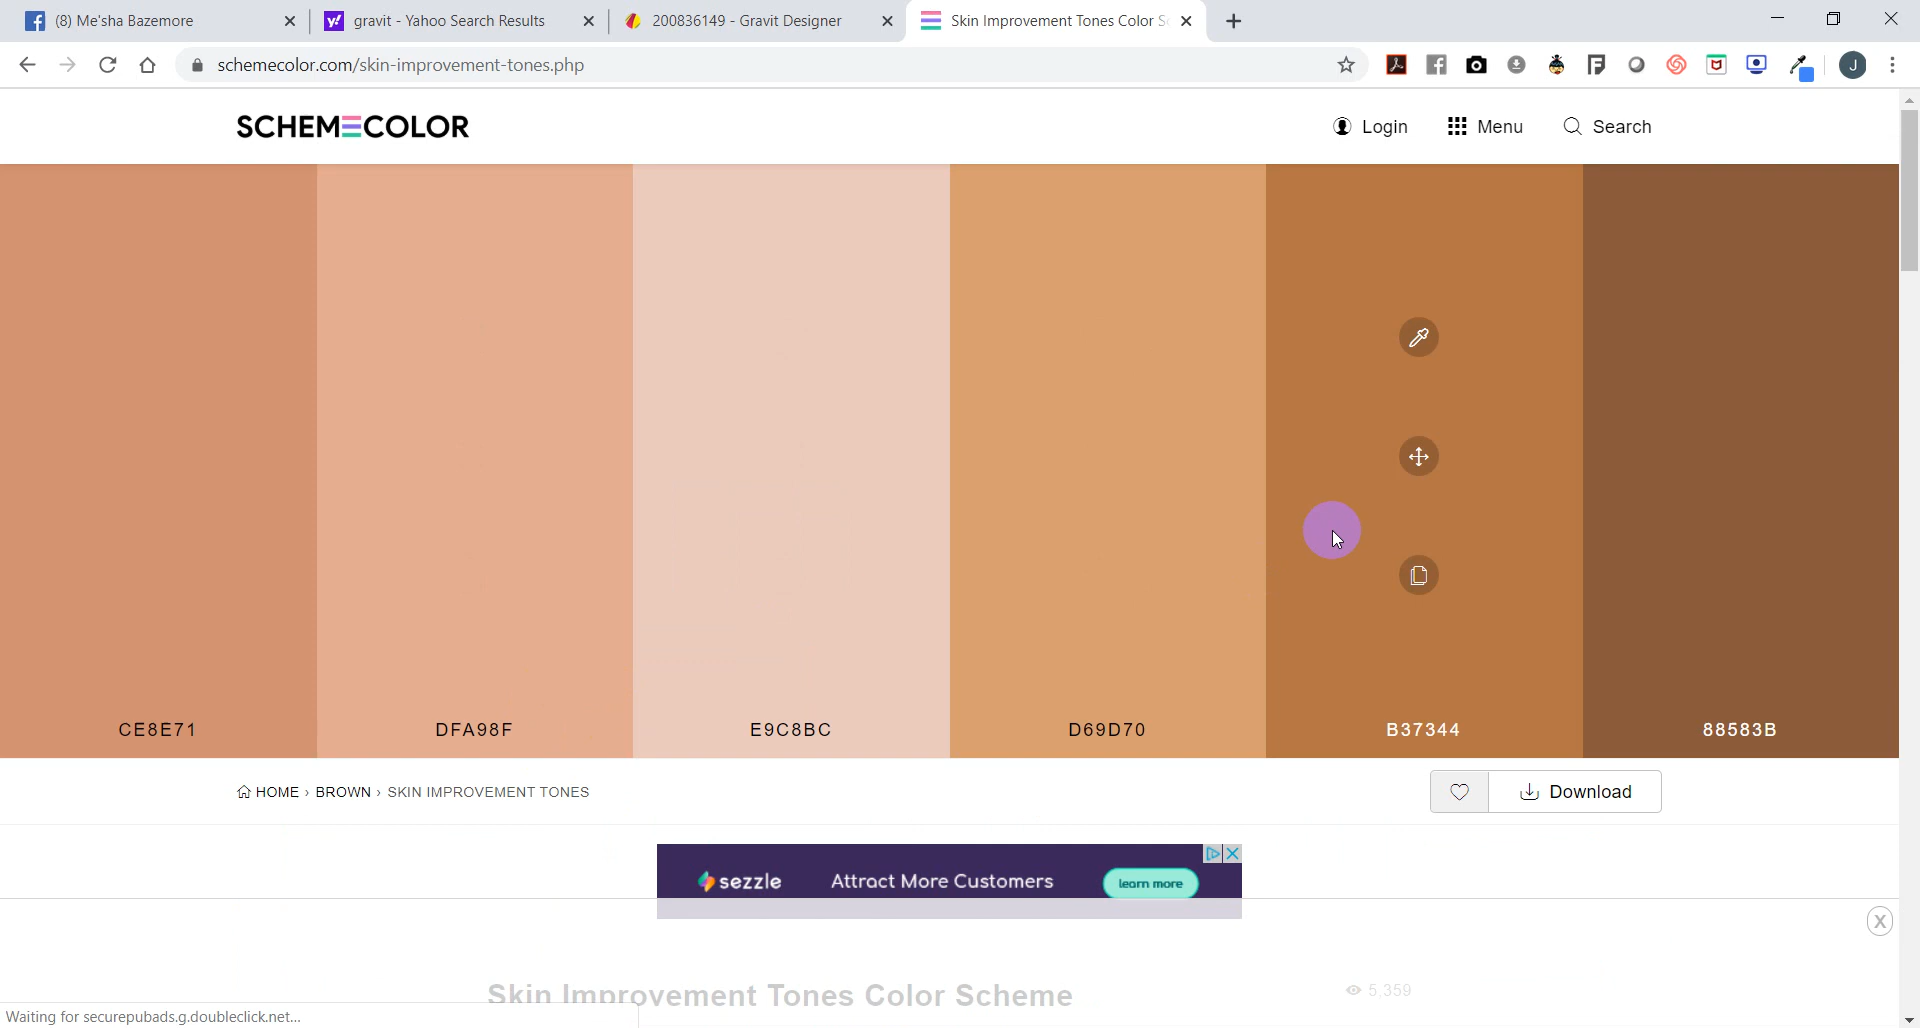 (8) Me'sha Bazemore
gravit - Yahoo Search Results
200836149 - Gravit Designer
Skin Improvement Tones Color S
schemecolor.com/skin-improvement-tones.php
J
SCHEMECOLOR
Login
Menu
Search
CE8E71
DFA98F
E9C8BC
D69D70
B37344
88583B
HOME › BROWN › SKIN IMPROVEMENT TONES
Download
sezzle
Attract More Customers
learn more
X
Skin Improvement Tones Color Scheme
5,359
Waiting for securepubads.g.doubleclick.net...